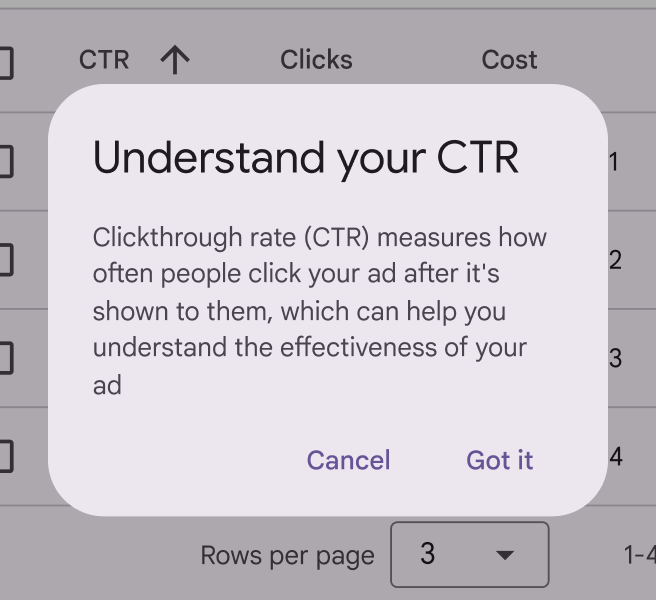 CTR Clicks Cost
Understand your CTR
1
Clickthrough rate (CTR) measures how
often people click your ad after it's
2
shown to them, which can help you
understand the effectiveness of your
3
ad
Cancel Got it
4
Rows per page 3 1-4